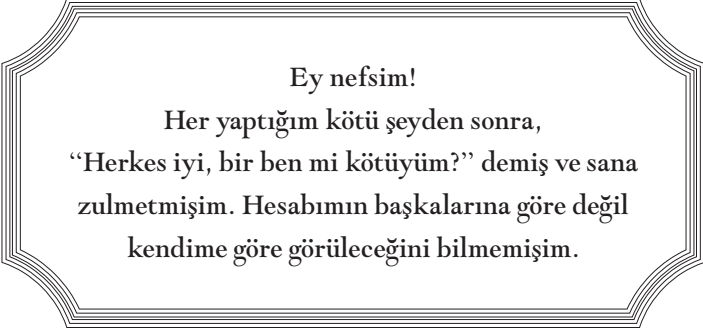 Ey nefsim!
Her yaptığım kötü şeyden sonra,
“Herkes iyi, bir ben mi kötüyüm?” demiş ve sana
zulmetmişim. Hesabımın başkalarına göre değil
kendime göre görüleceğini bilmemişim.